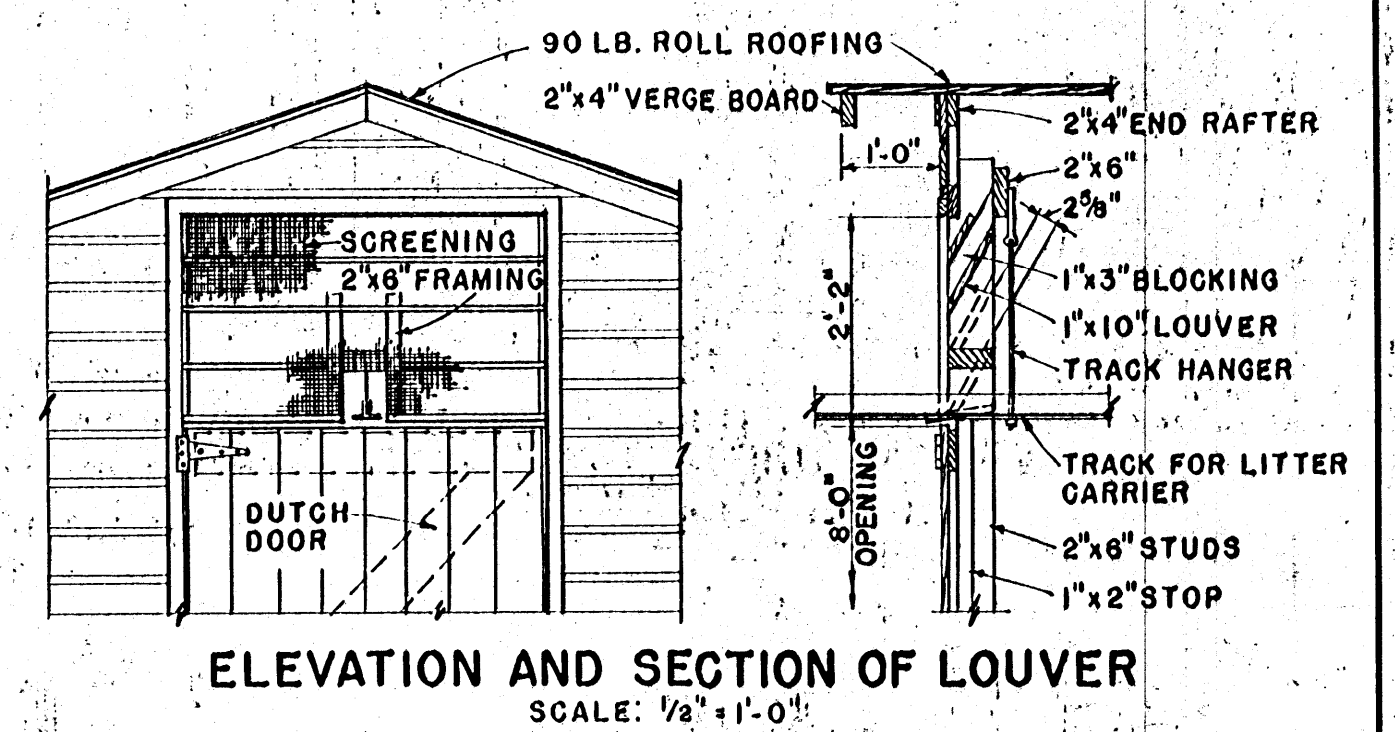 90 LB. ROLL ROOFING
2"x4" VERGE BOARD
2"x4" END RAFTER
1'-0"
2"x6"
2 5/8"
SCREENING
2"x6" FRAMING
1"x3" BLOCKING
2'-2"
1"x10" LOUVER
TRACK HANGER
TRACK FOR LITTER
CARRIER
8'-0"
OPENING
DUTCH
DOOR
2"x6" STUDS
1"x2" STOP
ELEVATION AND SECTION OF LOUVER
SCALE: 1/2" = 1'-0"